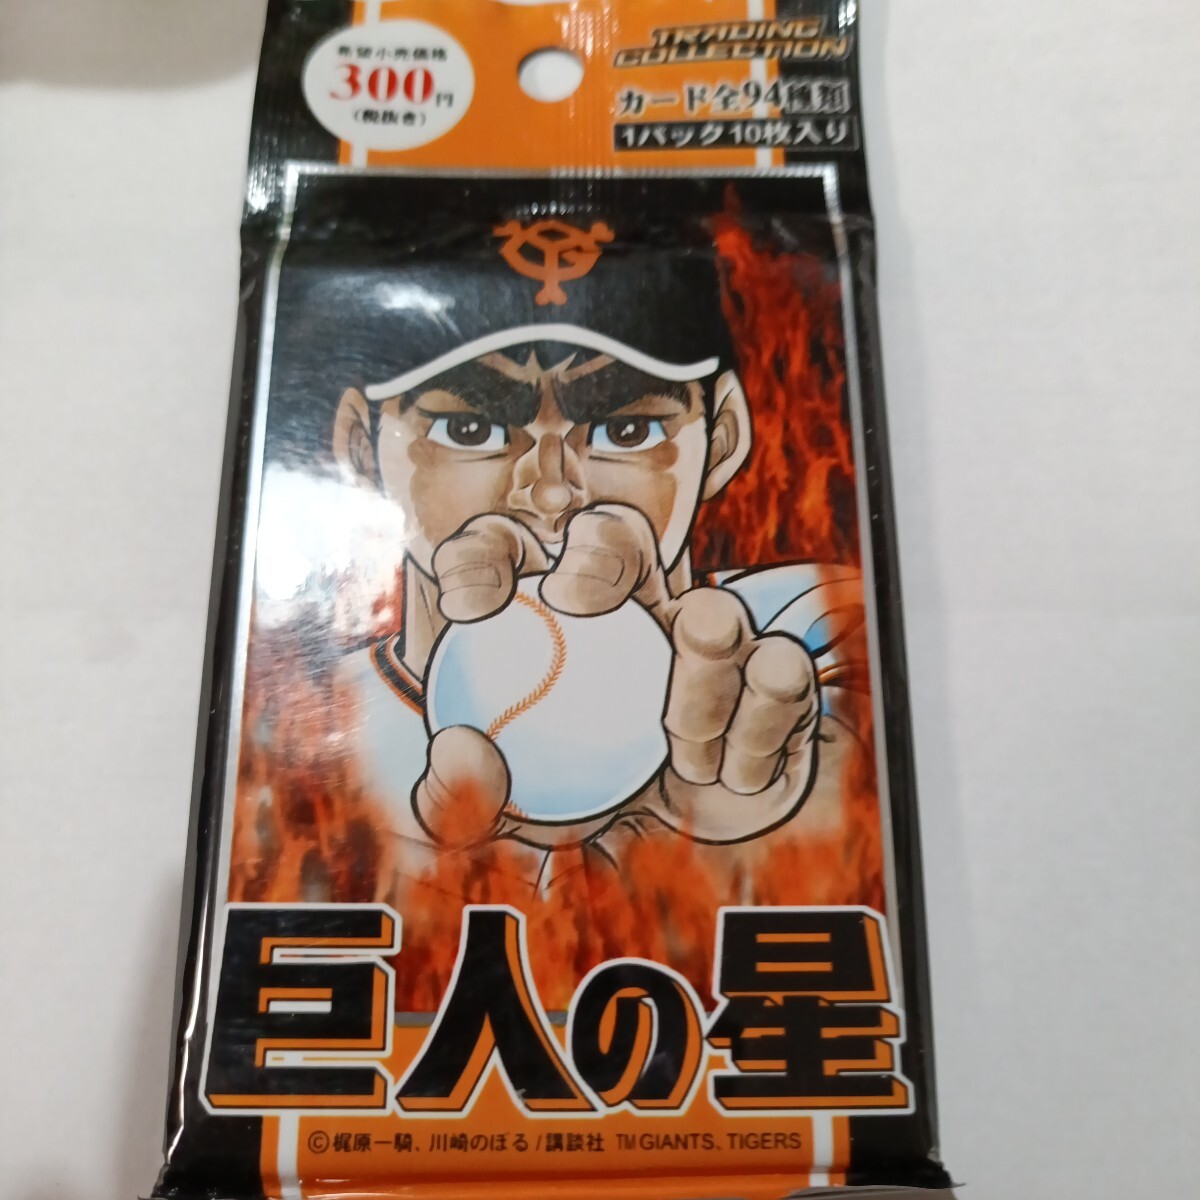 希望小売価格
300円
(税抜き)
TRADING
COLLECTION
カード全94種類
1パック10枚入り
YG
巨人の星
©梶原一騎、川崎のぼる/講談社 TM GIANTS、TIGERS